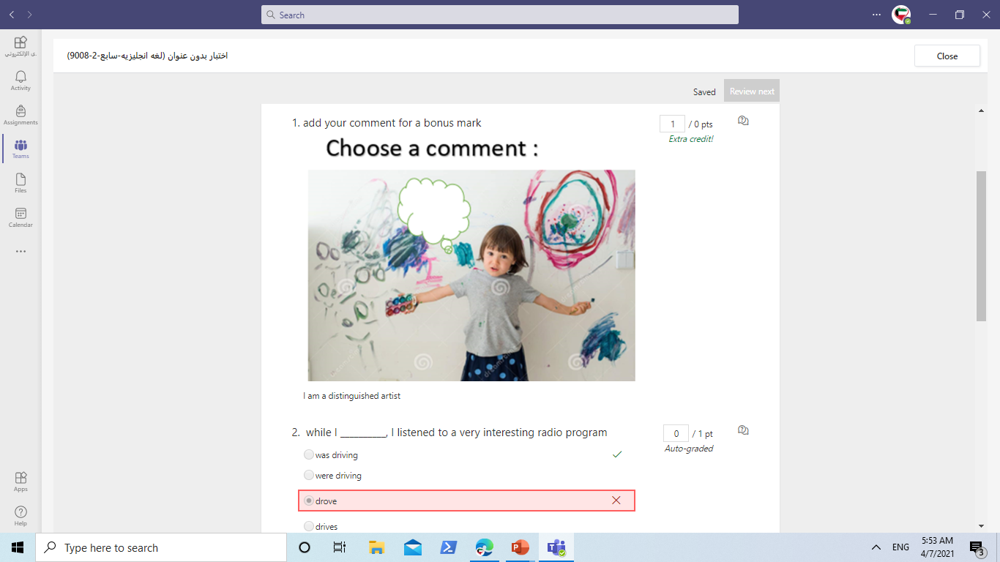 Search
ى الإلكتروني.
Activity
Assignments
Teams
Files
Calendar
Apps
Help
اختبار بدون عنوان (لغه انجليزيه-سابع-2-9008)
Close
Saved
Review next
1. add your comment for a bonus mark
1 / 0 pts
Extra credit!
Choose a comment :
I am a distinguished artist
2. while I __________, I listened to a very interesting radio program
0 / 1 pt
Auto-graded
was driving
were driving
drove
drives
Type here to search
ENG
5:53 AM
4/7/2021
3